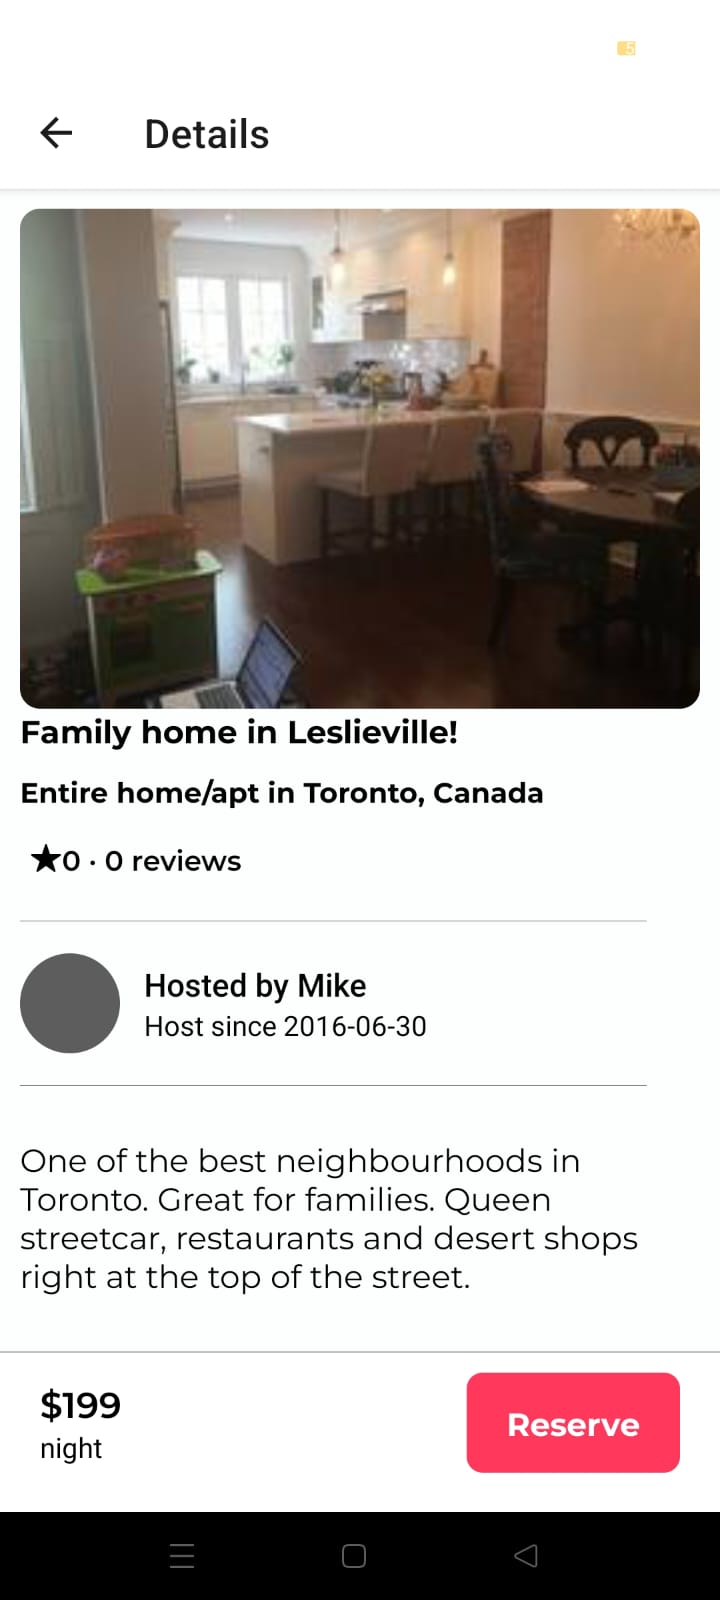 5
Details
Family home in Leslieville!
Entire home/apt in Toronto, Canada
★0 · 0 reviews
Hosted by Mike
Host since 2016-06-30
One of the best neighbourhoods in
Toronto. Great for families. Queen
streetcar, restaurants and desert shops
right at the top of the street.
$199
night
Reserve